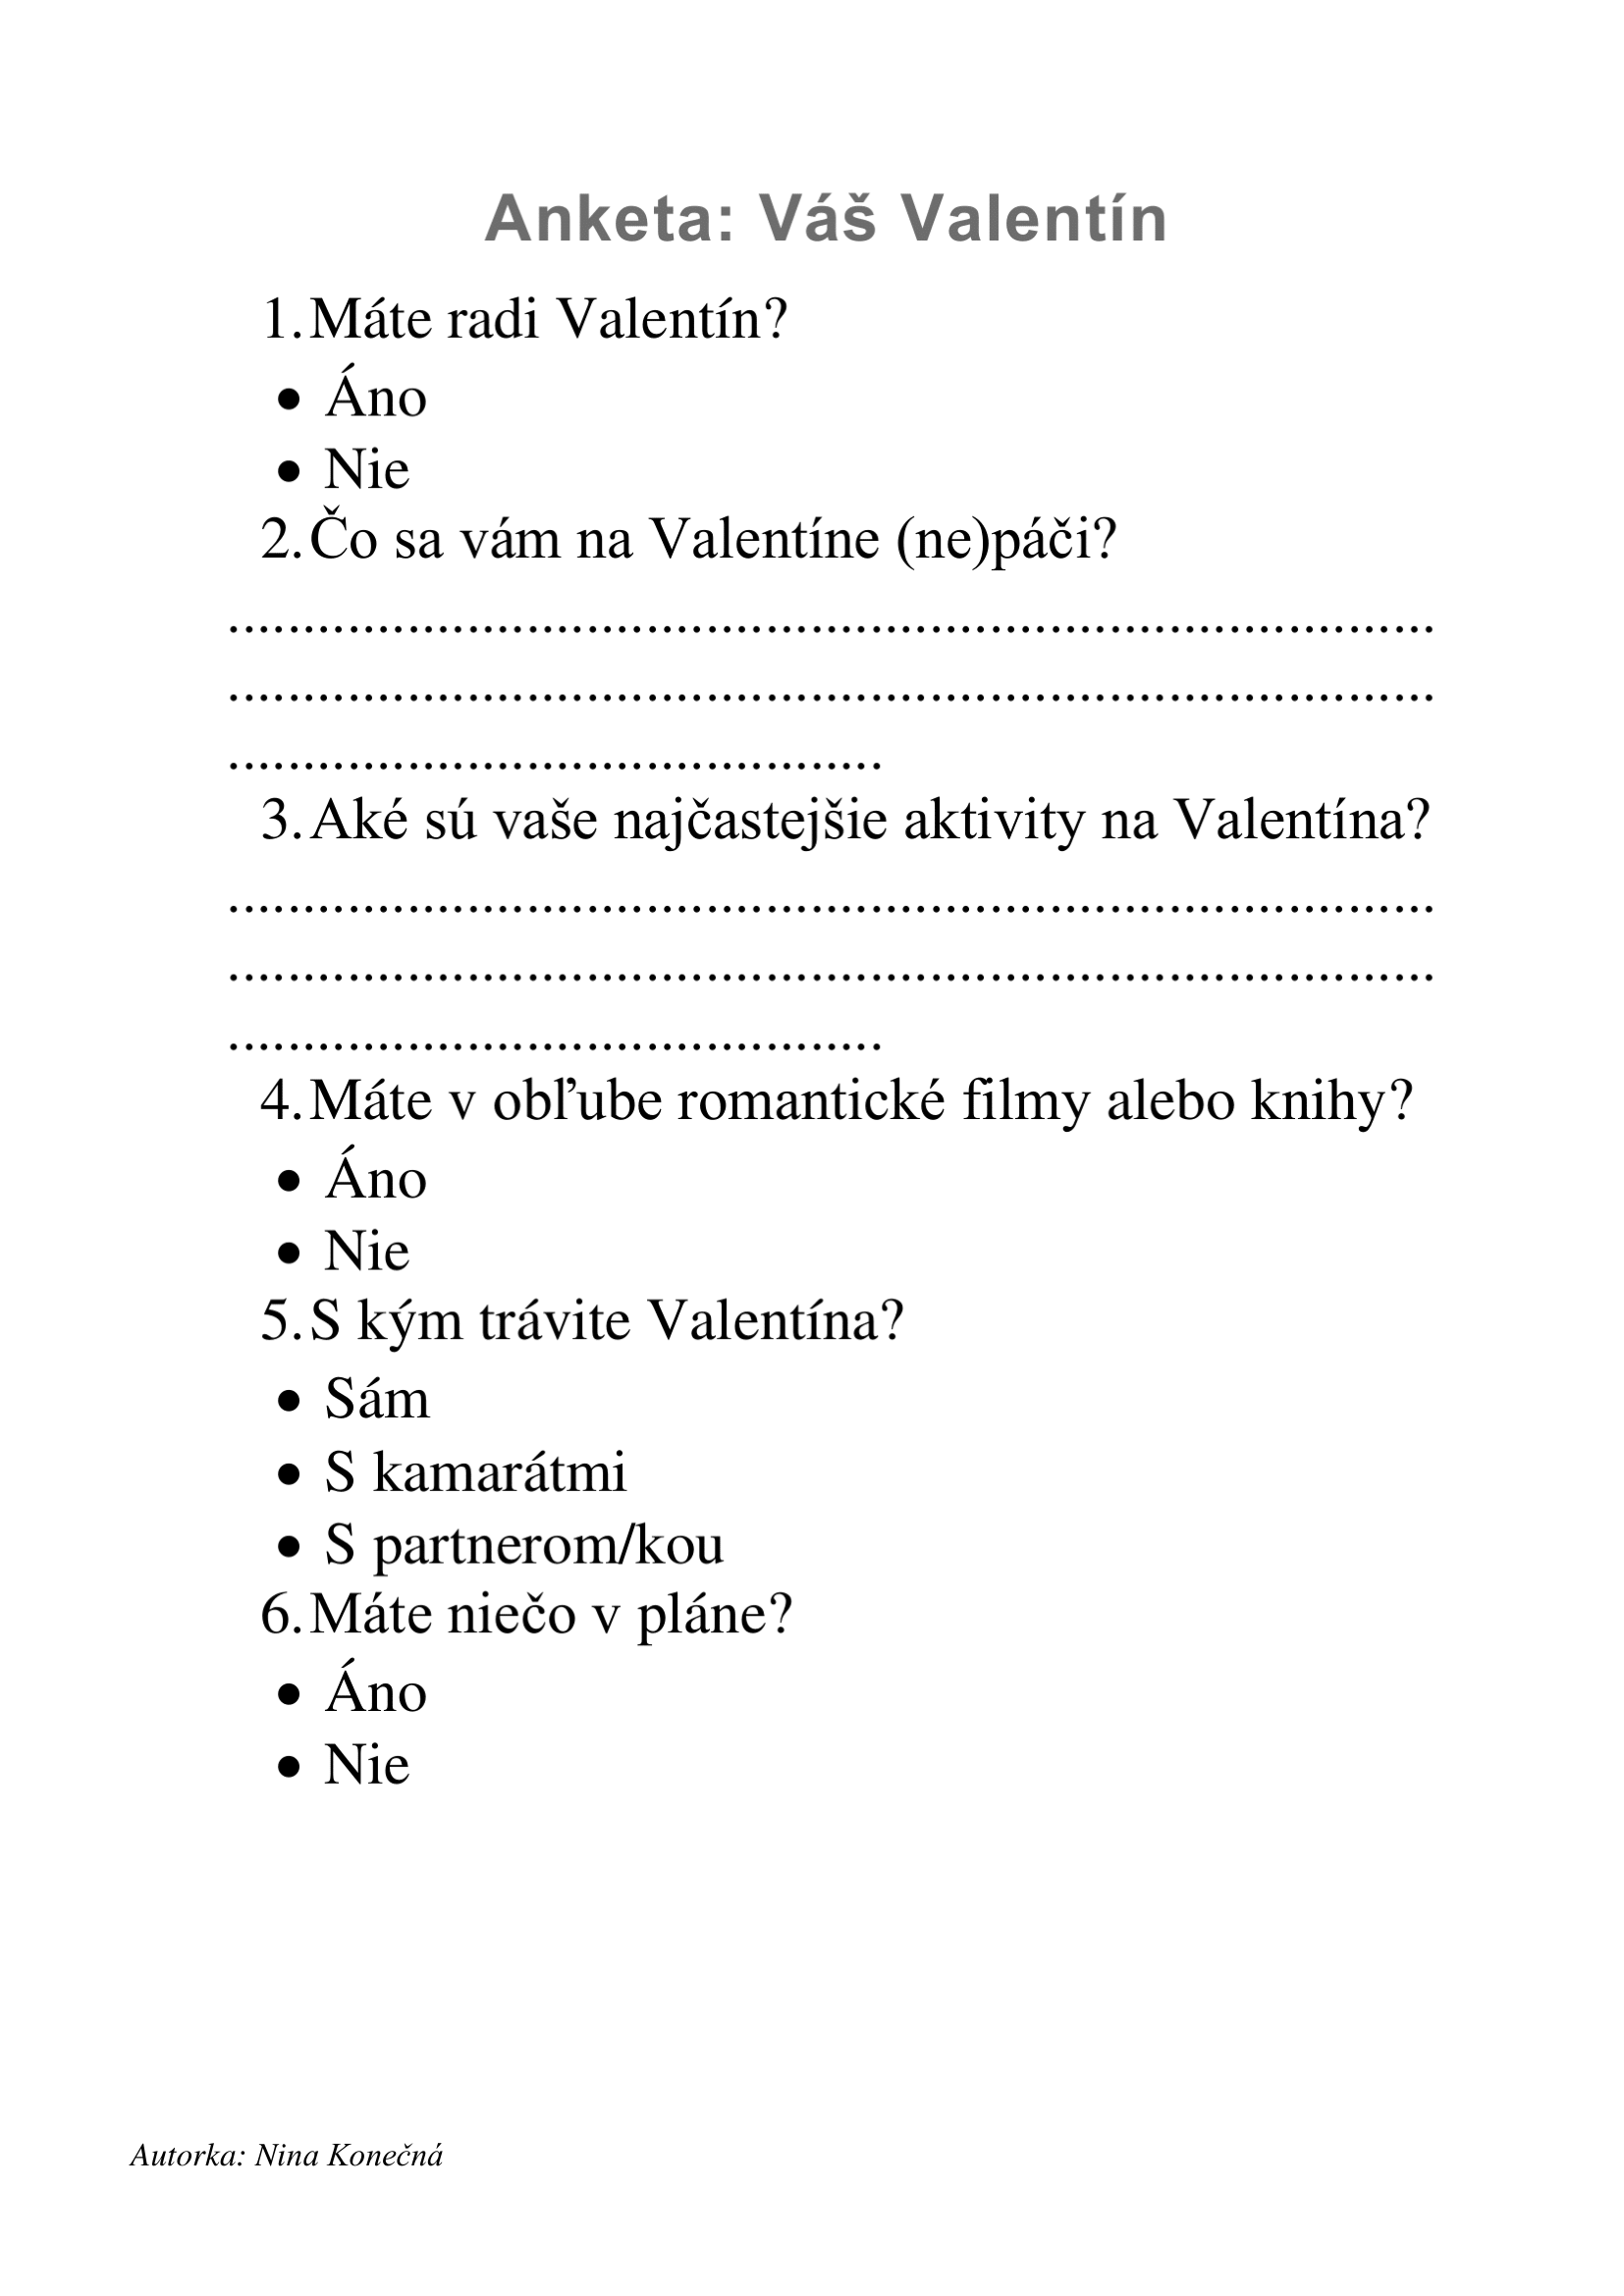 Anketa: Váš Valentín
1. Máte radi Valentín?
● Áno
● Nie
2. Čo sa vám na Valentíne (ne)páči?
.................................................................................
.................................................................................
............................................
3. Aké sú vaše najčastejšie aktivity na Valentína?
.................................................................................
.................................................................................
............................................
4. Máte v obľube romantické filmy alebo knihy?
● Áno
● Nie
5. S kým trávite Valentína?
● Sám
● S kamarátmi
● S partnerom/kou
6. Máte niečo v pláne?
● Áno
● Nie
Autorka: Nina Konečná